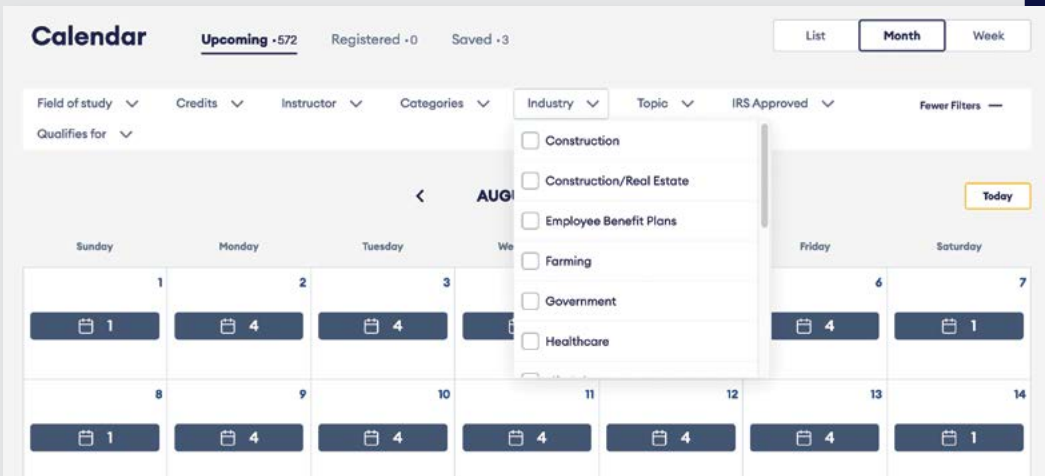 Calendar Upcoming •572 Registered •0 Saved •3 List Month Week
Field of study Credits Instructor Categories Industry Topic IRS Approved Fewer Filters —
Qualifies for
Construction
Construction/Real Estate
Employee Benefit Plans
Farming
Government
Healthcare
Today
Sunday Monday Tuesday Friday Saturday
1 2 3 6 7
1 4 4 4 1
8 9 10 11 12 13 14
1 4 4 4 4 4 1